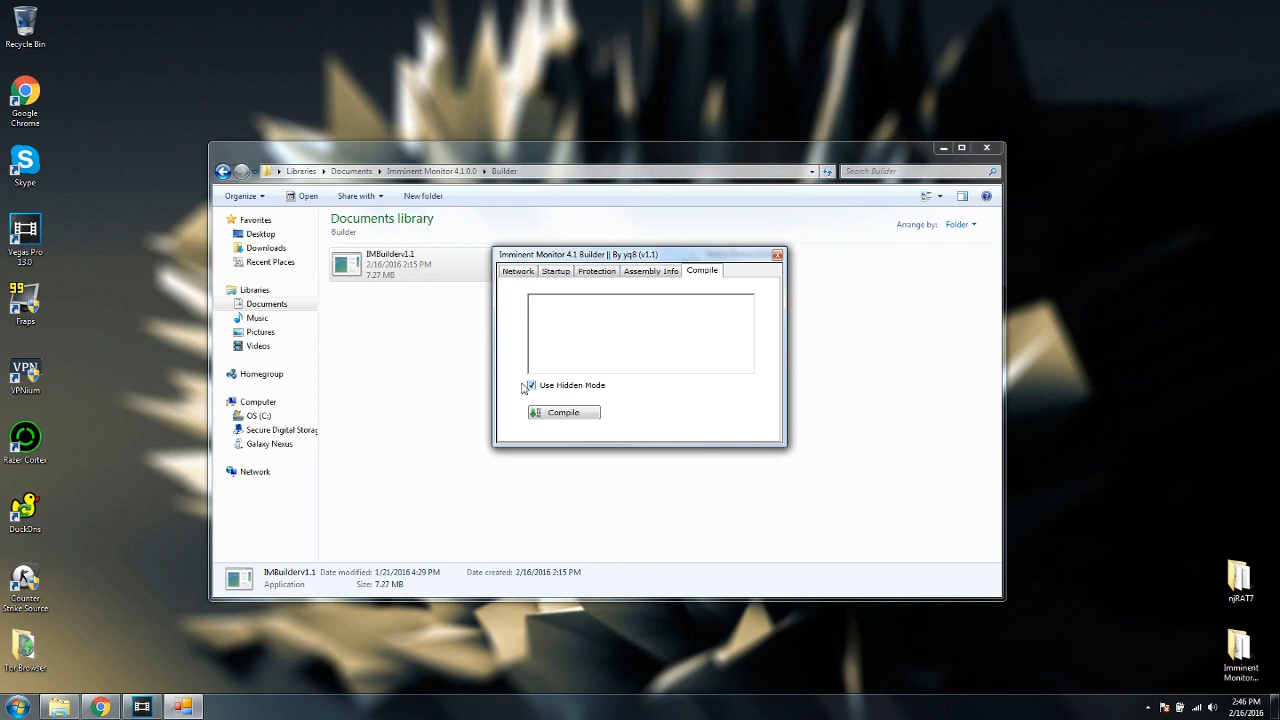 Recycle Bin
Google
Chrome
Skype
Vegas Pro
13.0
99
Fraps
VPN
VPNium
Razer Cortex
DuckDns
Counter
Strike Source
Tor Browser
Libraries
Documents
Imminent Monitor 4.1.0.0
Builder
Search Builder
Organize
Open
Share with
New folder
Favorites
Desktop
Downloads
Recent Places
Libraries
Documents
Music
Pictures
Videos
Homegroup
Computer
OS (C:)
Secure Digital Storag
Galaxy Nexus
Network
Documents library
Builder
Arrange by: Folder
IMBuilderv1.1
2/16/2016 2:15 PM
7.27 MB
Imminent Monitor 4.1 Builder || By yq8 (v1.1)
Network
Startup
Protection
Assembly Info
Compile
Use Hidden Mode
Compile
IMBuilderv1.1 Date modified: 1/21/2016 4:29 PM Date created: 2/16/2016 2:15 PM
Application Size: 7.27 MB
njRAT7
Imminent
Monitor...
2:46 PM
2/16/2016